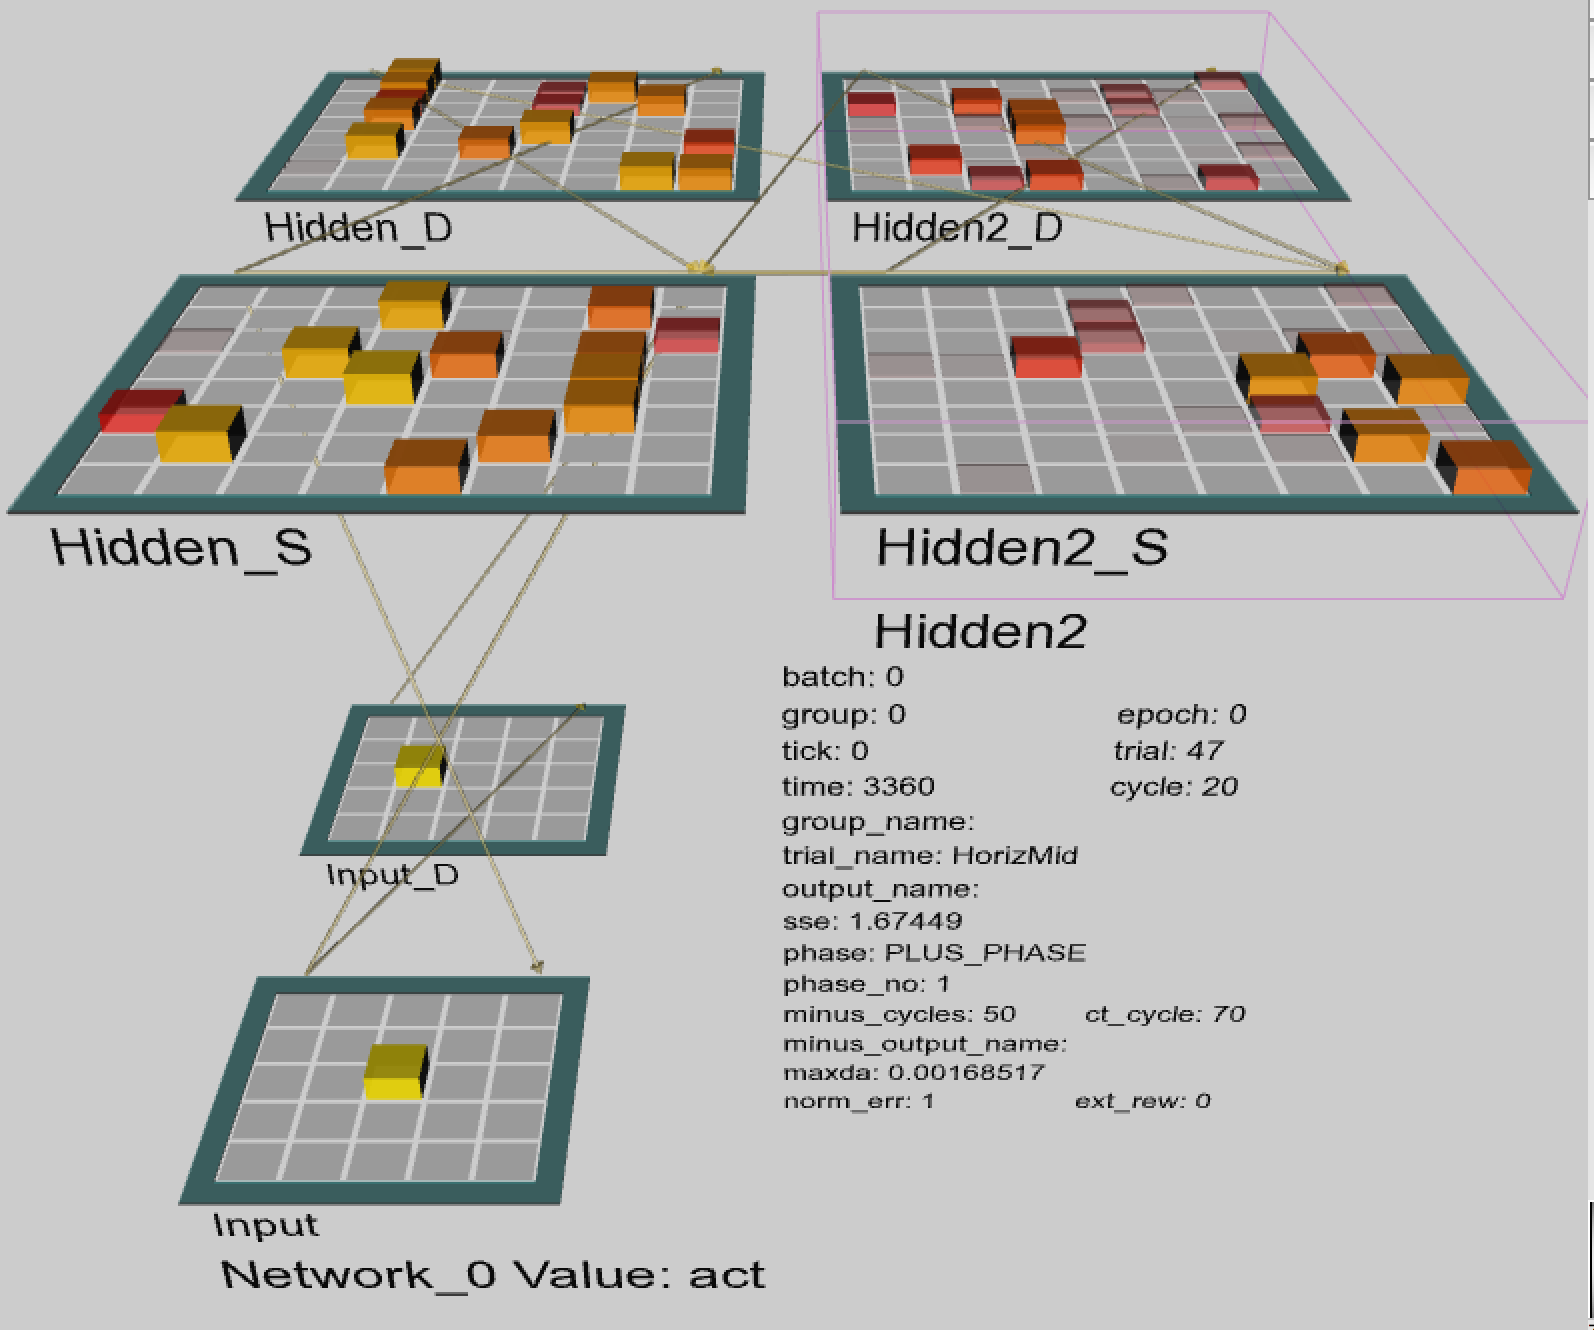 Hidden_D
Hidden2_D
Hidden_S
Hidden2_S
Hidden2
batch: 0
group: 0 epoch: 0
tick: 0 trial: 47
time: 3360 cycle: 20
group_name:
trial_name: HorizMid
output_name:
sse: 1.67449
phase: PLUS_PHASE
phase_no: 1
minus_cycles: 50 ct_cycle: 70
minus_output_name:
maxda: 0.00168517
norm_err: 1 ext_rew: 0
Input_D
Input
Network_0 Value: act